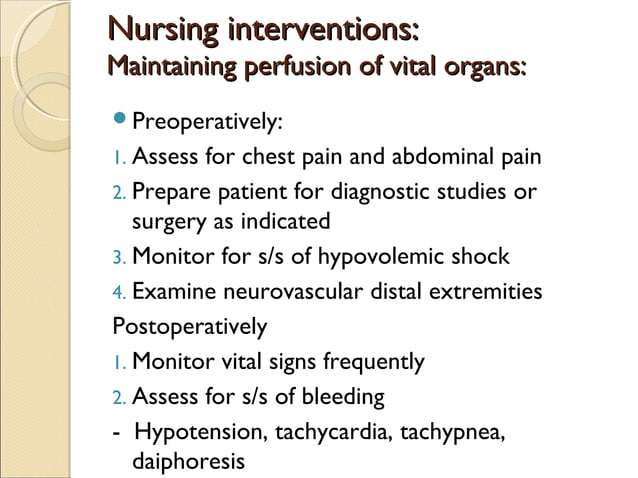 Nursing interventions:
Maintaining perfusion of vital organs:
Preoperatively:
1. Assess for chest pain and abdominal pain
2. Prepare patient for diagnostic studies or
surgery as indicated
3. Monitor for s/s of hypovolemic shock
4. Examine neurovascular distal extremities
Postoperatively
1. Monitor vital signs frequently
2. Assess for s/s of bleeding
- Hypotension, tachycardia, tachypnea,
daiphoresis